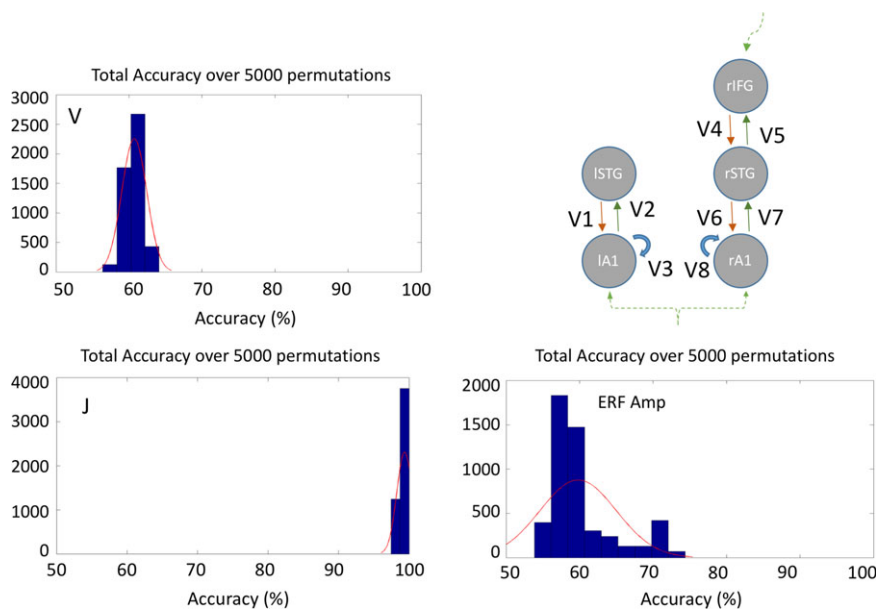 Total Accuracy over 5000 permutations
V
3000
2500
2000
1500
1000
500
0
50 60 70 80 90 100
Accuracy (%)
rIFG
V4 V5
lSTG rSTG
V1 V2 V6 V7
lA1 V3 V8 rA1
Total Accuracy over 5000 permutations
J
4000
3000
2000
1000
0
50 60 70 80 90 100
Accuracy (%)
Total Accuracy over 5000 permutations
ERF Amp
2000
1500
1000
500
0
50 60 70 80 90 100
Accuracy (%)